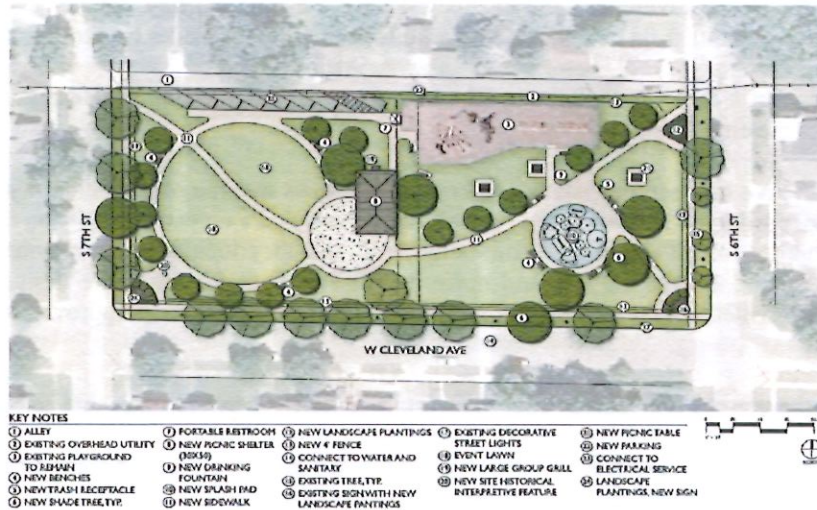 S 7TH ST
S 6TH ST
W CLEVELAND AVE
KEY NOTES
1 ALLEY
2 EXISTING OVERHEAD UTILITY
3 EXISTING PLAYGROUND
TO REMAIN
4 NEW BENCHES
5 NEW TRASH RECEPTACLE
6 NEW SHADE TREE, TYP.
7 PORTABLE RESTROOM
8 NEW PICNIC SHELTER
(30X50)
9 NEW DRINKING
FOUNTAIN
10 NEW SPLASH PAD
11 NEW SIDEWALK
NEW LANDSCAPE PLANTINGS
NEW 4' FENCE
CONNECT TO WATER AND
SANITARY
15 EXISTING TREE, TYP.
16 EXISTING SIGN WITH NEW
LANDSCAPE PANTINGS
17 EXISTING DECORATIVE
STREET LIGHTS
18 EVENT LAWN
19 NEW LARGE GROUP GRILL
20 NEW SITE HISTORICAL
INTERPRETIVE FEATURE
21 NEW PICNIC TABLE
22 NEW PARKING
23 CONNECT TO
ELECTRICAL SERVICE
24 LANDSCAPE
PLANTINGS, NEW SIGN